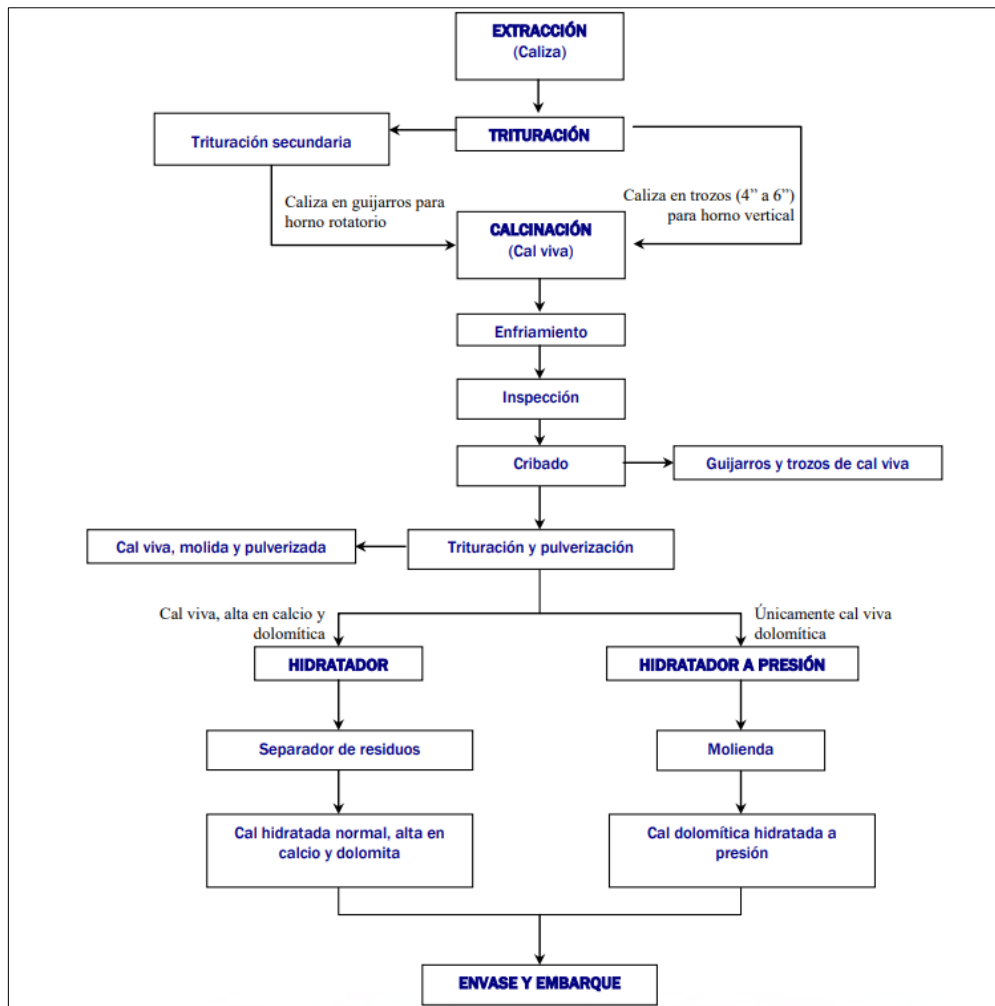 EXTRACCIÓN
(Caliza)
TRITURACIÓN
Trituración secundaria
Caliza en guijarros para
horno rotatorio
Caliza en trozos (4” a 6”)
para horno vertical
CALCINACIÓN
(Cal viva)
Enfriamiento
Inspección
Cribado
Guijarros y trozos de cal viva
Cal viva, molida y pulverizada
Trituración y pulverización
Cal viva, alta en calcio y
dolomítica
Únicamente cal viva
dolomítica
HIDRATADOR
HIDRATADOR A PRESIÓN
Separador de residuos
Molienda
Cal hidratada normal, alta en
calcio y dolomita
Cal dolomítica hidratada a
presión
ENVASE Y EMBARQUE